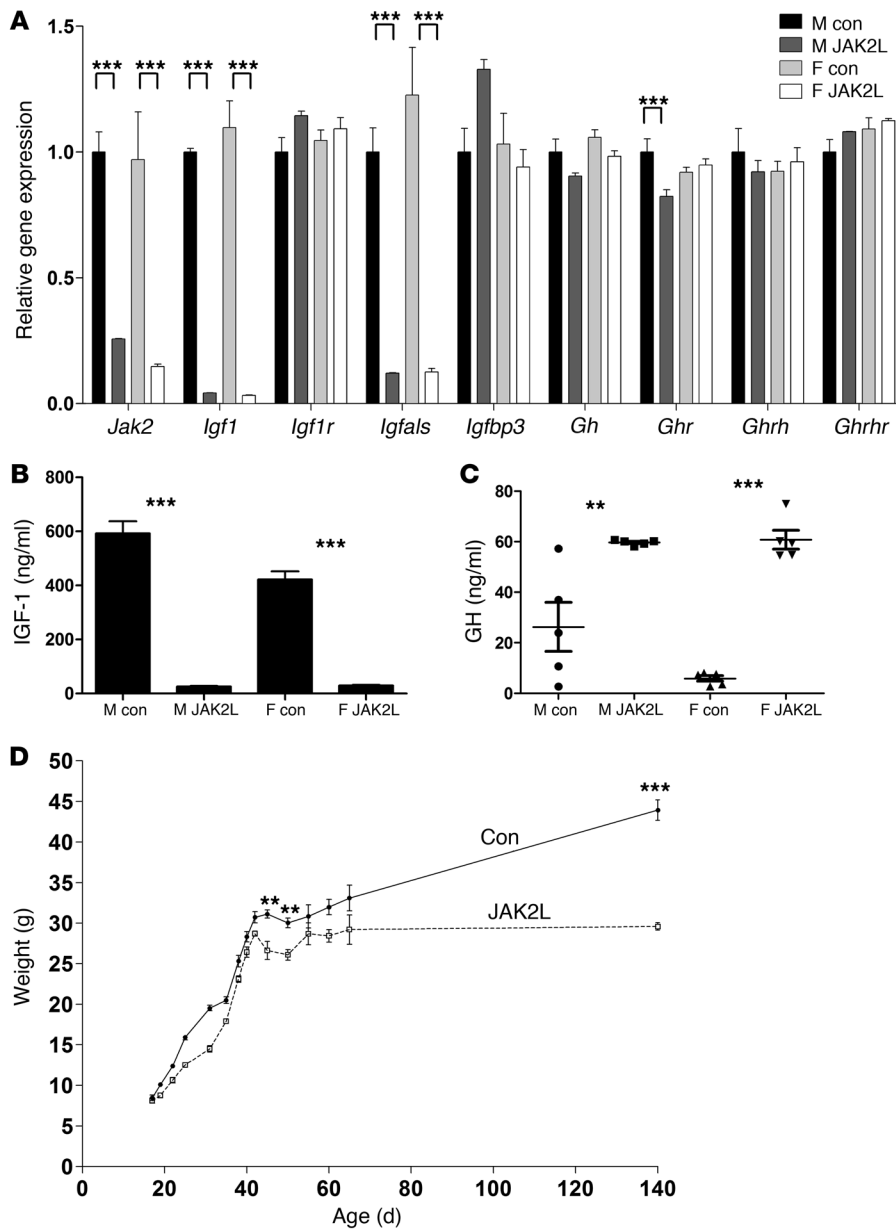 A
*** *** *** *** *** *** ***
M con
M JAK2L
F con
F JAK2L
Relative gene expression
1.5
1.0
0.5
0.0
Jak2 Igf1 Igf1r Igfals Igfbp3 Gh Ghr Ghrh Ghrhr
B
IGF-1 (ng/ml)
800
600
400
200
0
*** ***
M con M JAK2L F con F JAK2L
C
GH (ng/ml)
80
60
40
20
0
** ***
M con M JAK2L F con F JAK2L
D
Weight (g)
50
45
40
35
30
25
20
15
10
5
0
***
Con
** **
JAK2L
0 20 40 60 80 100 120 140
Age (d)